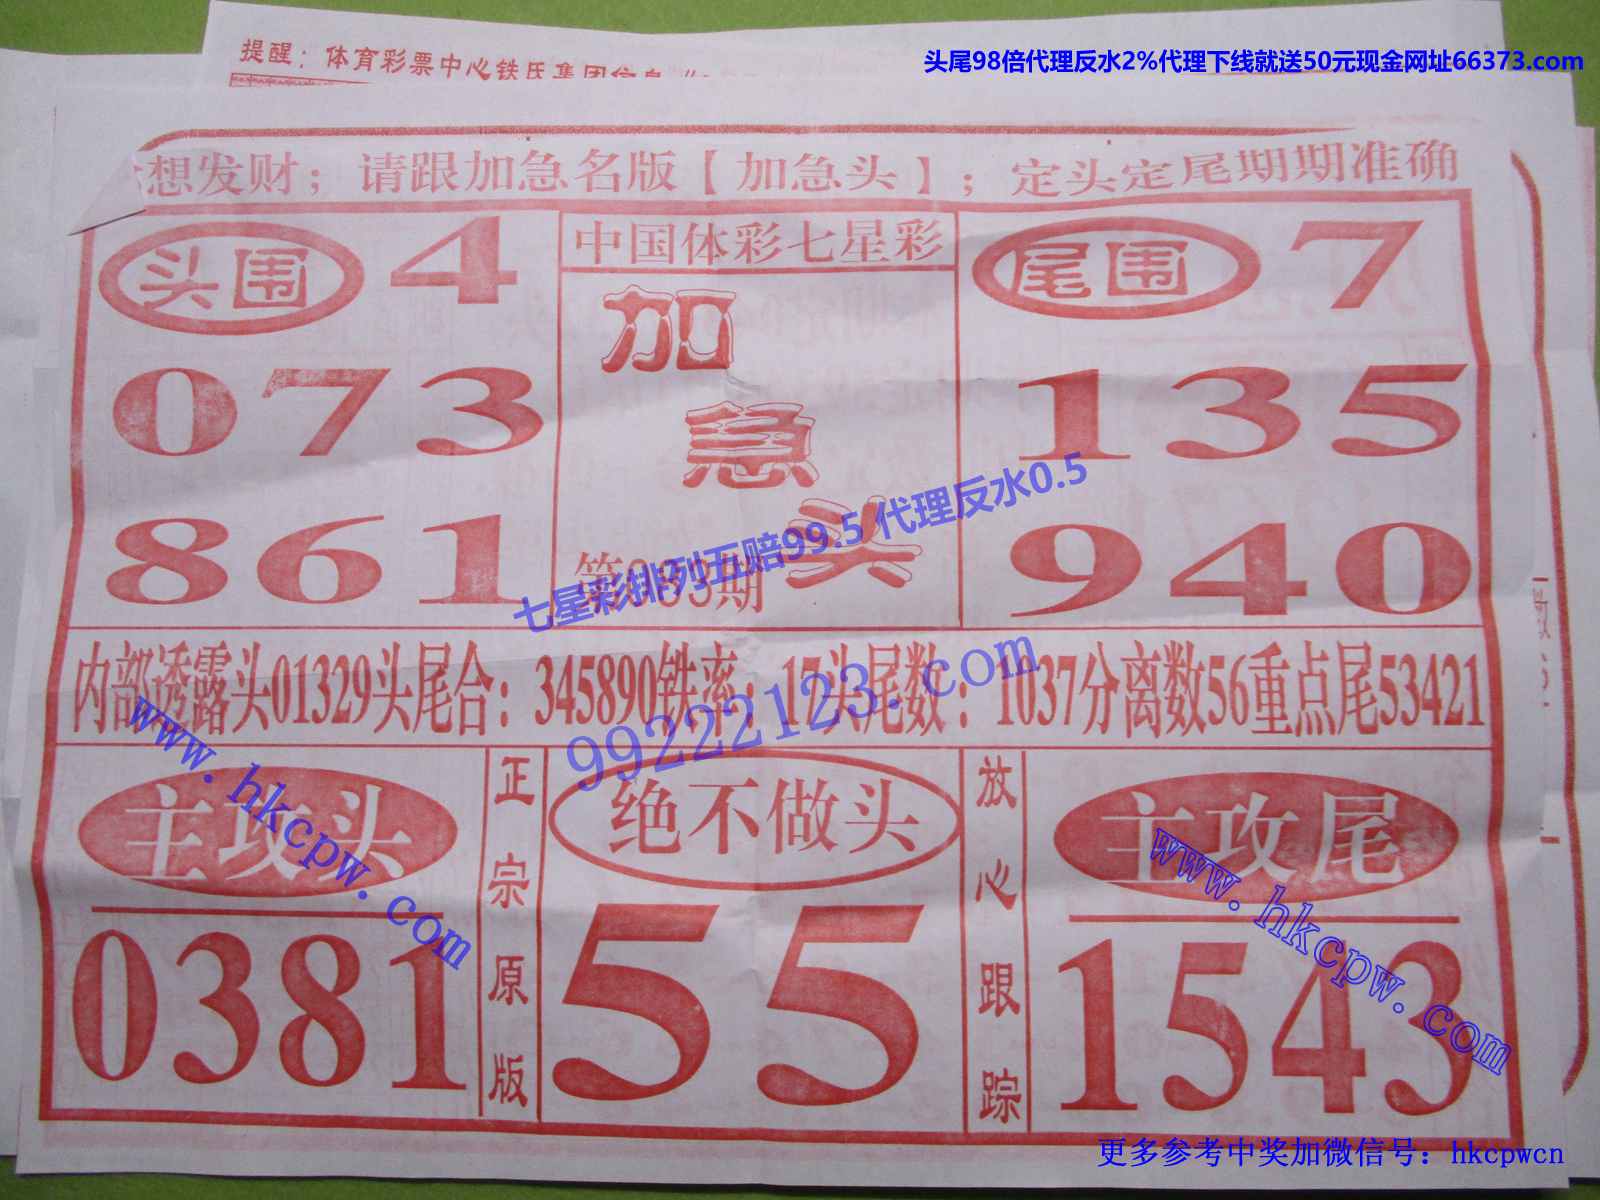 提醒：体育彩票中心铁氏集团信息
头尾98倍代理反水2%代理下线就送50元现金网址66373.com
想发财；请跟加急名版【加急头】；定头定尾期期准确
头围 4
073
861
中国体彩七星彩
加
急
头
期
尾围 7
135
940
七星彩排列五赔99.5 代理反水0.5
内部透露头01329头尾合：345890铁率：17头尾数：1037分离数56重点尾53421
99222123.com
主攻头
0381
www.hkcpw.com
正宗原版
绝不做头
55
放心跟踪
主攻尾
1543
www.hkcpw.com
更多参考中奖加微信号：hkcpwcn